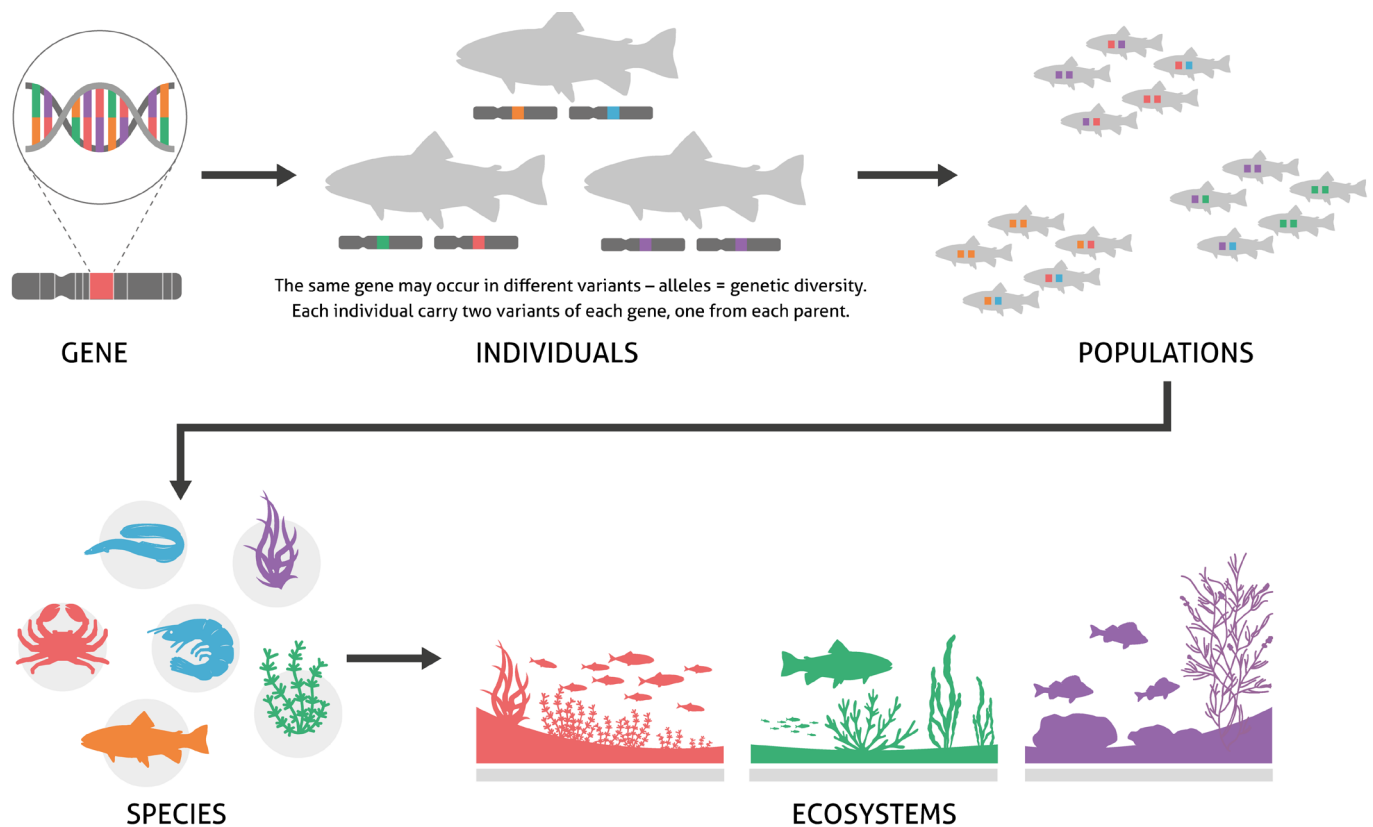 The same gene may occur in different variants – alleles = genetic diversity.
Each individual carry two variants of each gene, one from each parent.
GENE
INDIVIDUALS
POPULATIONS
SPECIES
ECOSYSTEMS